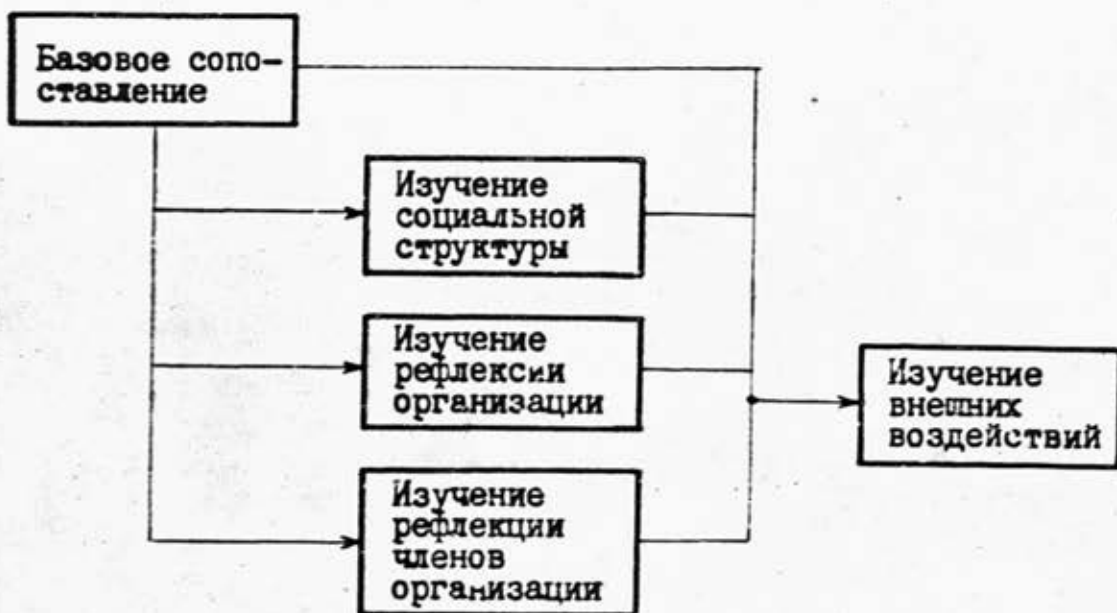 Базовое сопо-
ставление
Изучение
социальной
структуры
Изучение
рефлексии
организации
Изучение
рефлекции
членов
организации
Изучение
внешних
воздействий